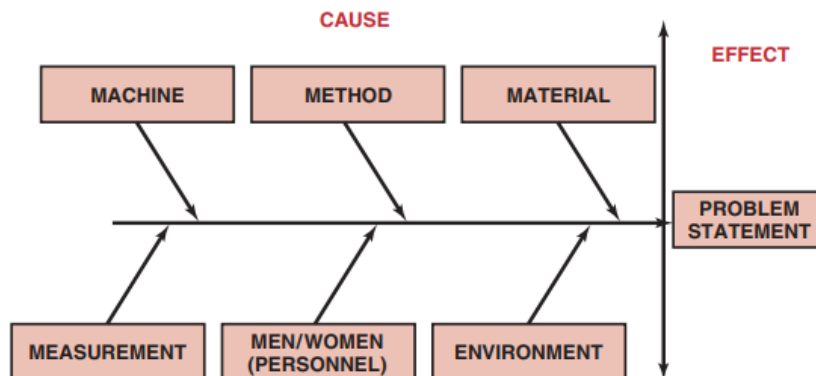 CAUSE
EFFECT
MACHINE
METHOD
MATERIAL
PROBLEM
STATEMENT
MEASUREMENT
MEN/WOMEN
(PERSONNEL)
ENVIRONMENT